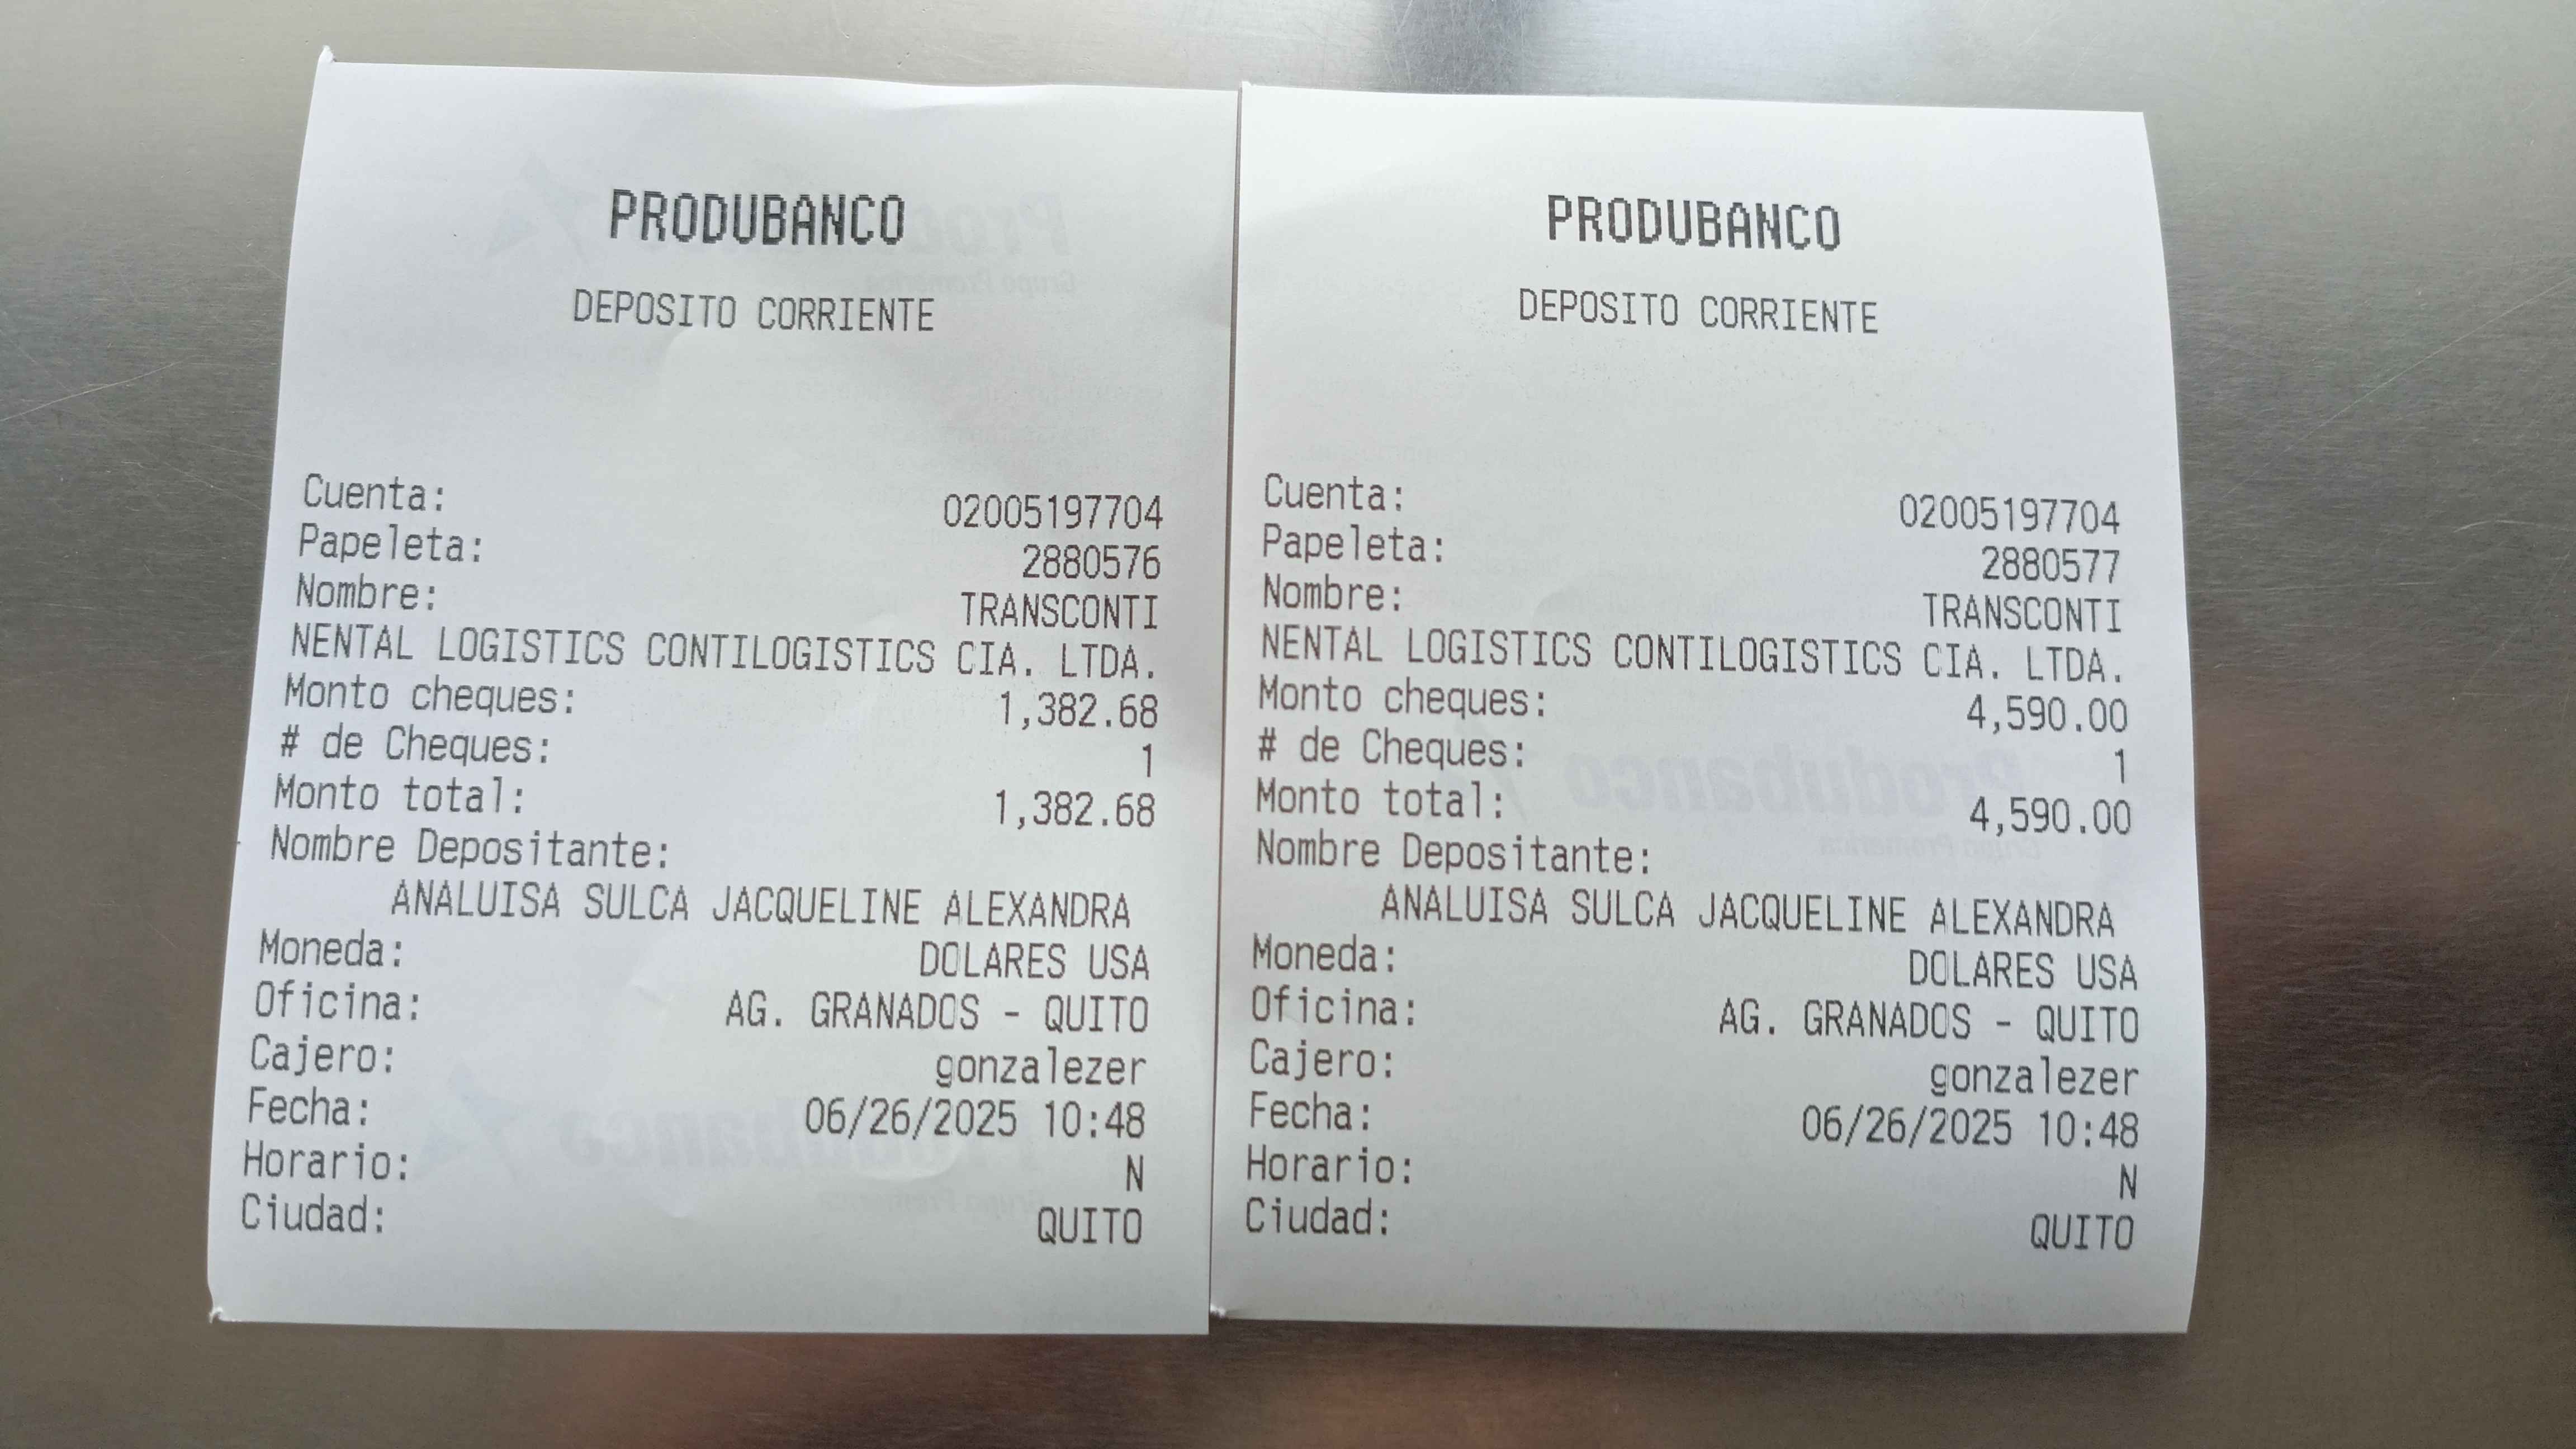 PRODUBANCO
DEPOSITO CORRIENTE
Cuenta: 02005197704
Papeleta: 2880576
Nombre: TRANSCONTI
NENTAL LOGISTICS CONTILOGISTICS CIA. LTDA.
Monto cheques: 1,382.68
# de Cheques: 1
Monto total: 1,382.68
Nombre Depositante:
ANALUISA SULCA JACQUELINE ALEXANDRA
Moneda: DOLARES USA
Oficina: AG. GRANADOS - QUITO
Cajero: gonzalezer
Fecha: 06/26/2025 10:48
Horario: N
Ciudad: QUITO
PRODUBANCO
DEPOSITO CORRIENTE
Cuenta: 02005197704
Papeleta: 2880577
Nombre: TRANSCONTI
NENTAL LOGISTICS CONTILOGISTICS CIA. LTDA.
Monto cheques: 4,590.00
# de Cheques: 1
Monto total: 4,590.00
Nombre Depositante:
ANALUISA SULCA JACQUELINE ALEXANDRA
Moneda: DOLARES USA
Oficina: AG. GRANADOS - QUITO
Cajero: gonzalezer
Fecha: 06/26/2025 10:48
Horario: N
Ciudad: QUITO